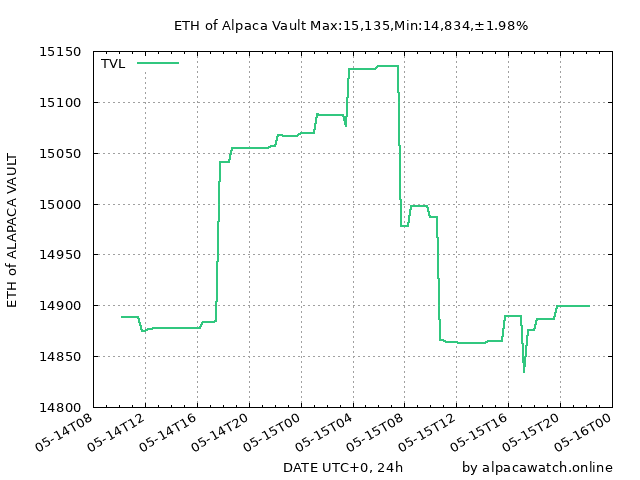 ETH of Alpaca Vault Max:15,135,Min:14,834,±1.98%
TVL
ETH of ALAPACA VAULT
15150
15100
15050
15000
14950
14900
14850
14800
05-14T08
05-14T12
05-14T16
05-14T20
05-15T00
05-15T04
05-15T08
05-15T12
05-15T16
05-15T20
05-16T00
DATE UTC+0, 24h
by alpacawatch.online